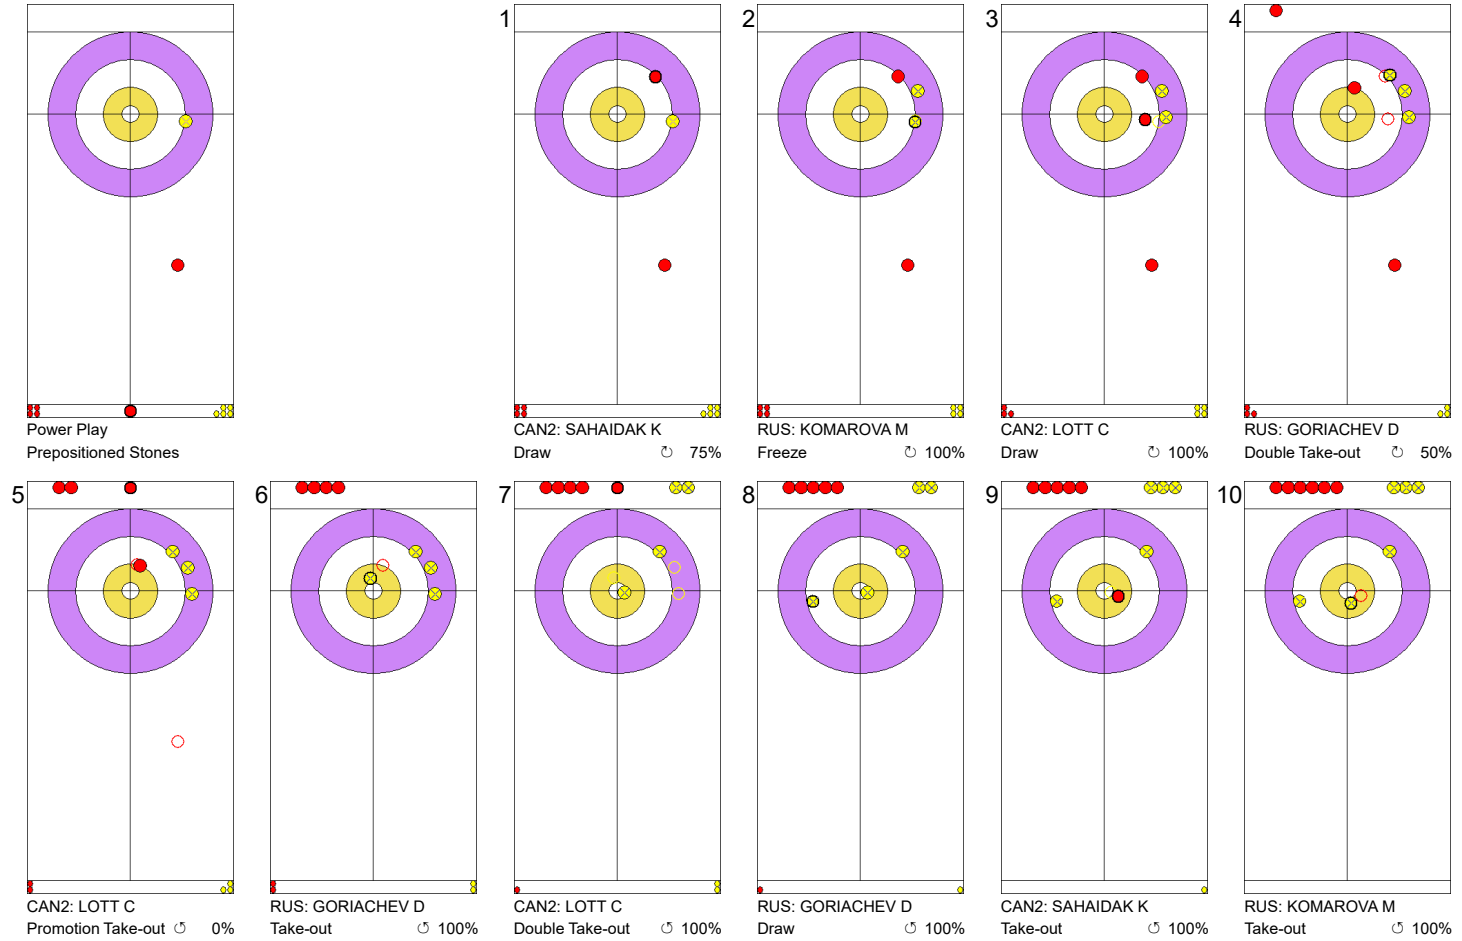 1
2
3
4
Power Play
Prepositioned Stones
CAN2: SAHAIDAK K
Draw ↻ 75%
RUS: KOMAROVA M
Freeze ↻ 100%
CAN2: LOTT C
Draw ↻ 100%
RUS: GORIACHEV D
Double Take-out ↻ 50%
5
6
7
8
9
10
CAN2: LOTT C
Promotion Take-out ↺ 0%
RUS: GORIACHEV D
Take-out ↺ 100%
CAN2: LOTT C
Double Take-out ↺ 100%
RUS: GORIACHEV D
Draw ↺ 100%
CAN2: SAHAIDAK K
Take-out ↺ 100%
RUS: KOMAROVA M
Take-out ↺ 100%